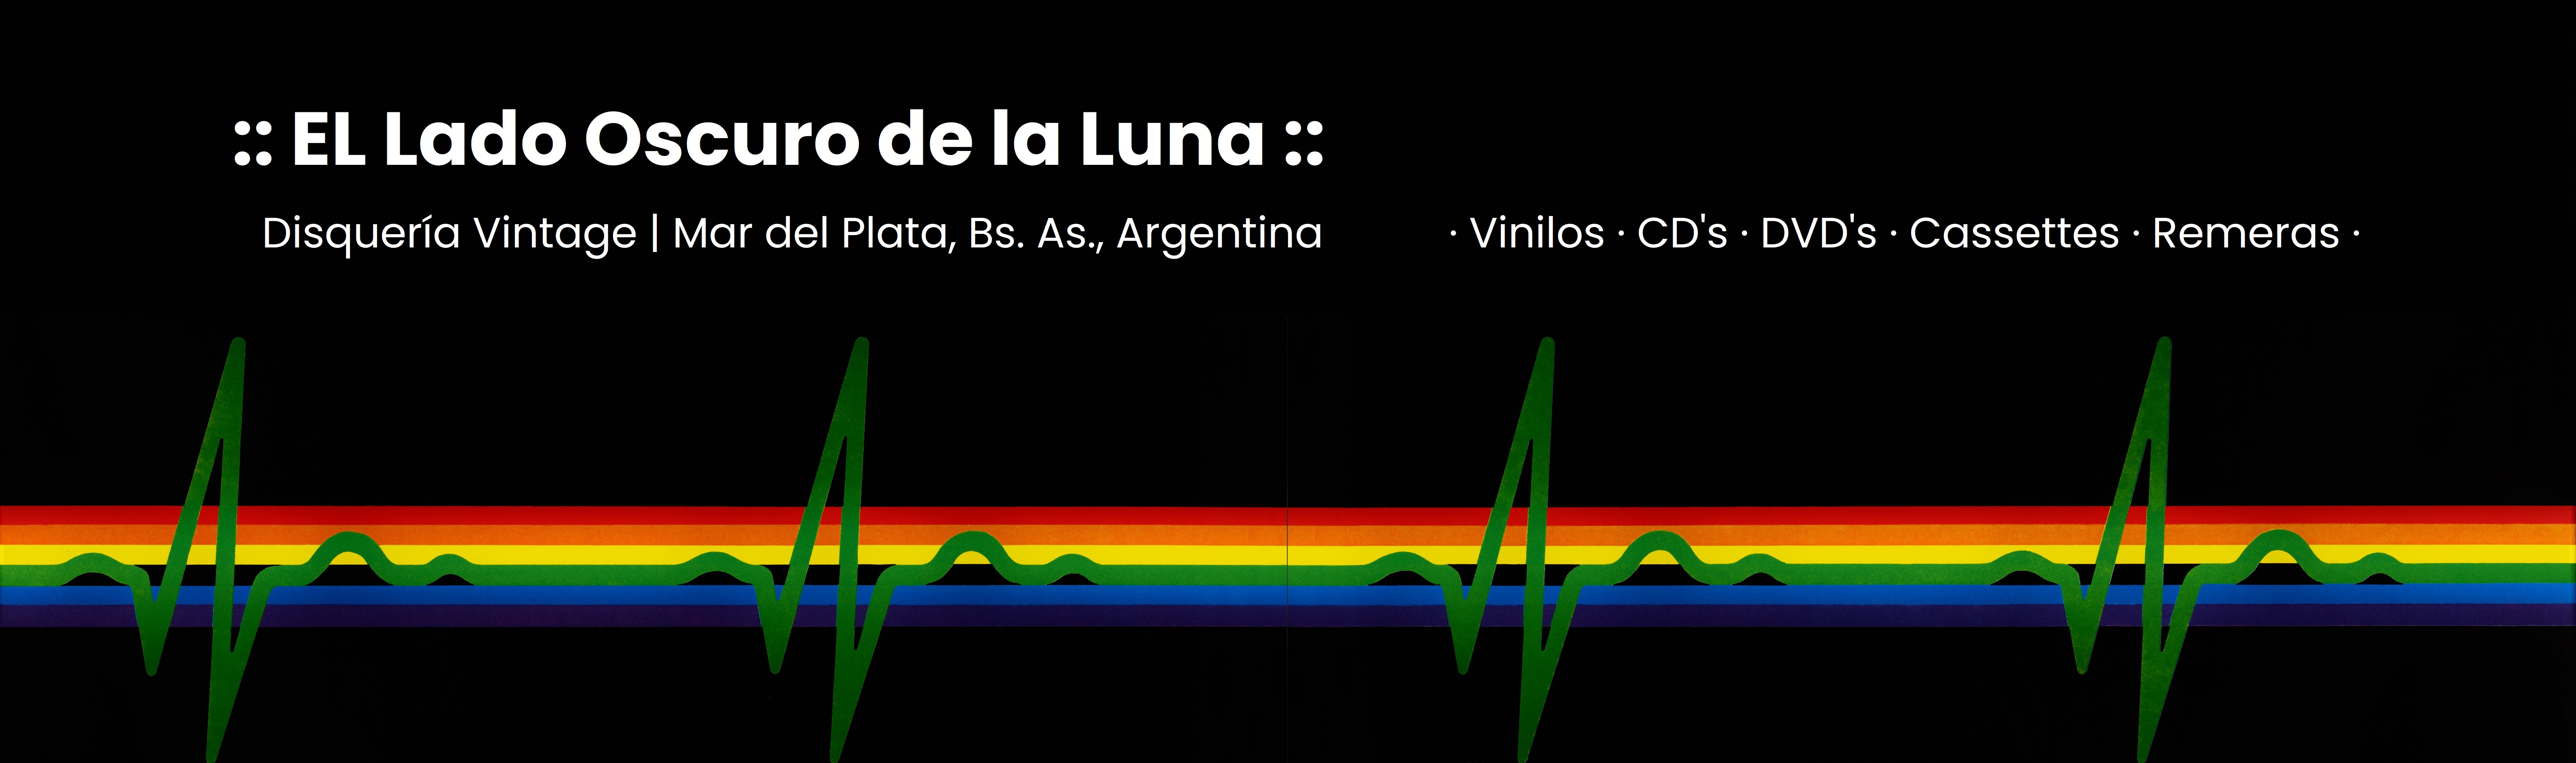 :: EL Lado Oscuro de la Luna ::
Disquería Vintage | Mar del Plata, Bs. As., Argentina
· Vinilos · CD's · DVD's · Cassettes · Remeras ·